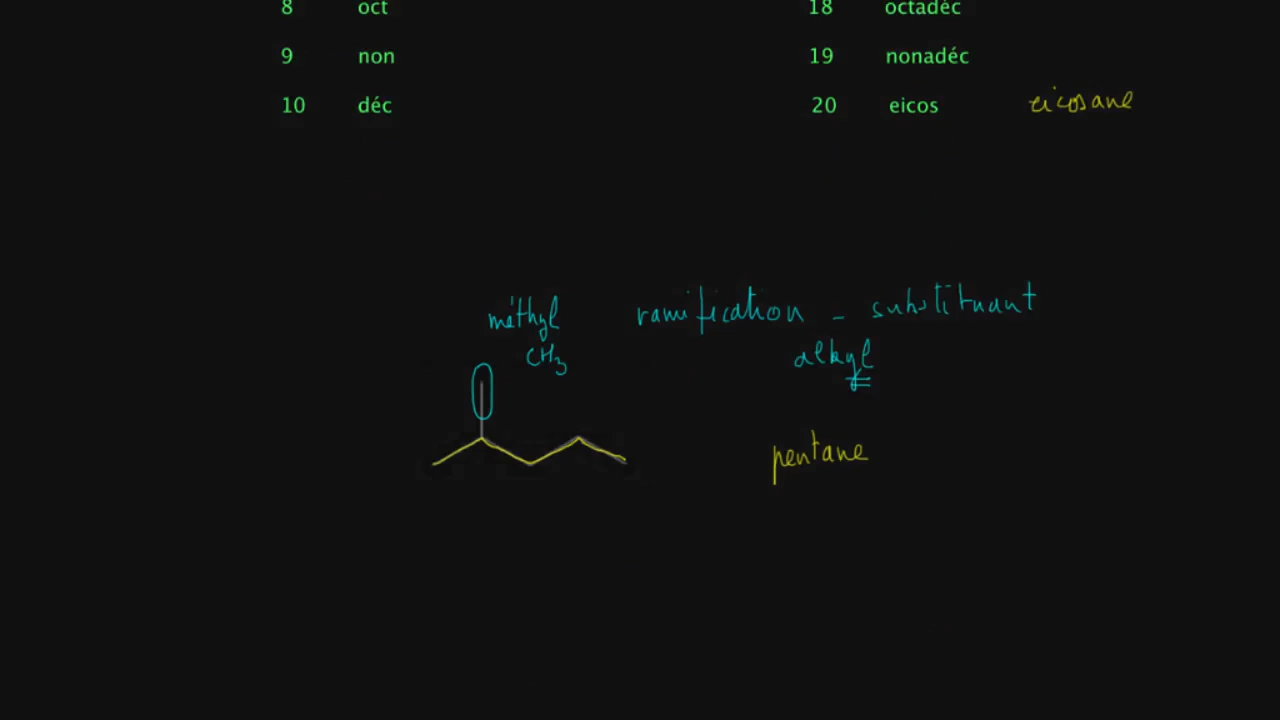 8 oct 18 octadéc
9 non 19 nonadéc
10 déc 20 eicos eicosane
méthyl ramification - substituant
CH3 alkyl
pentane